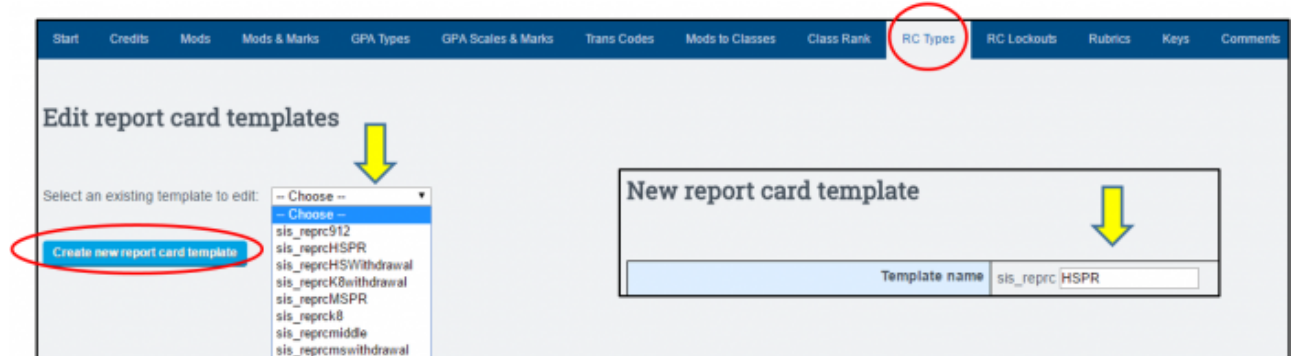 Start Credits Mods Mods & Marks GPA Types GPA Scales & Marks Trans Codes Mods to Classes Class Rank RC Types RC Lockouts Rubrics Keys Comments
Edit report card templates
Select an existing template to edit: -- Choose --
-- Choose --
sis_reprc912
sis_reprcHSPR
sis_reprcHSWithdrawal
sis_reprcK8withdrawal
sis_reprcMSPR
sis_reprck8
sis_reprcmiddle
sis_reprcmswithdrawal
Create new report card template
New report card template
Template name sis_reprc HSPR